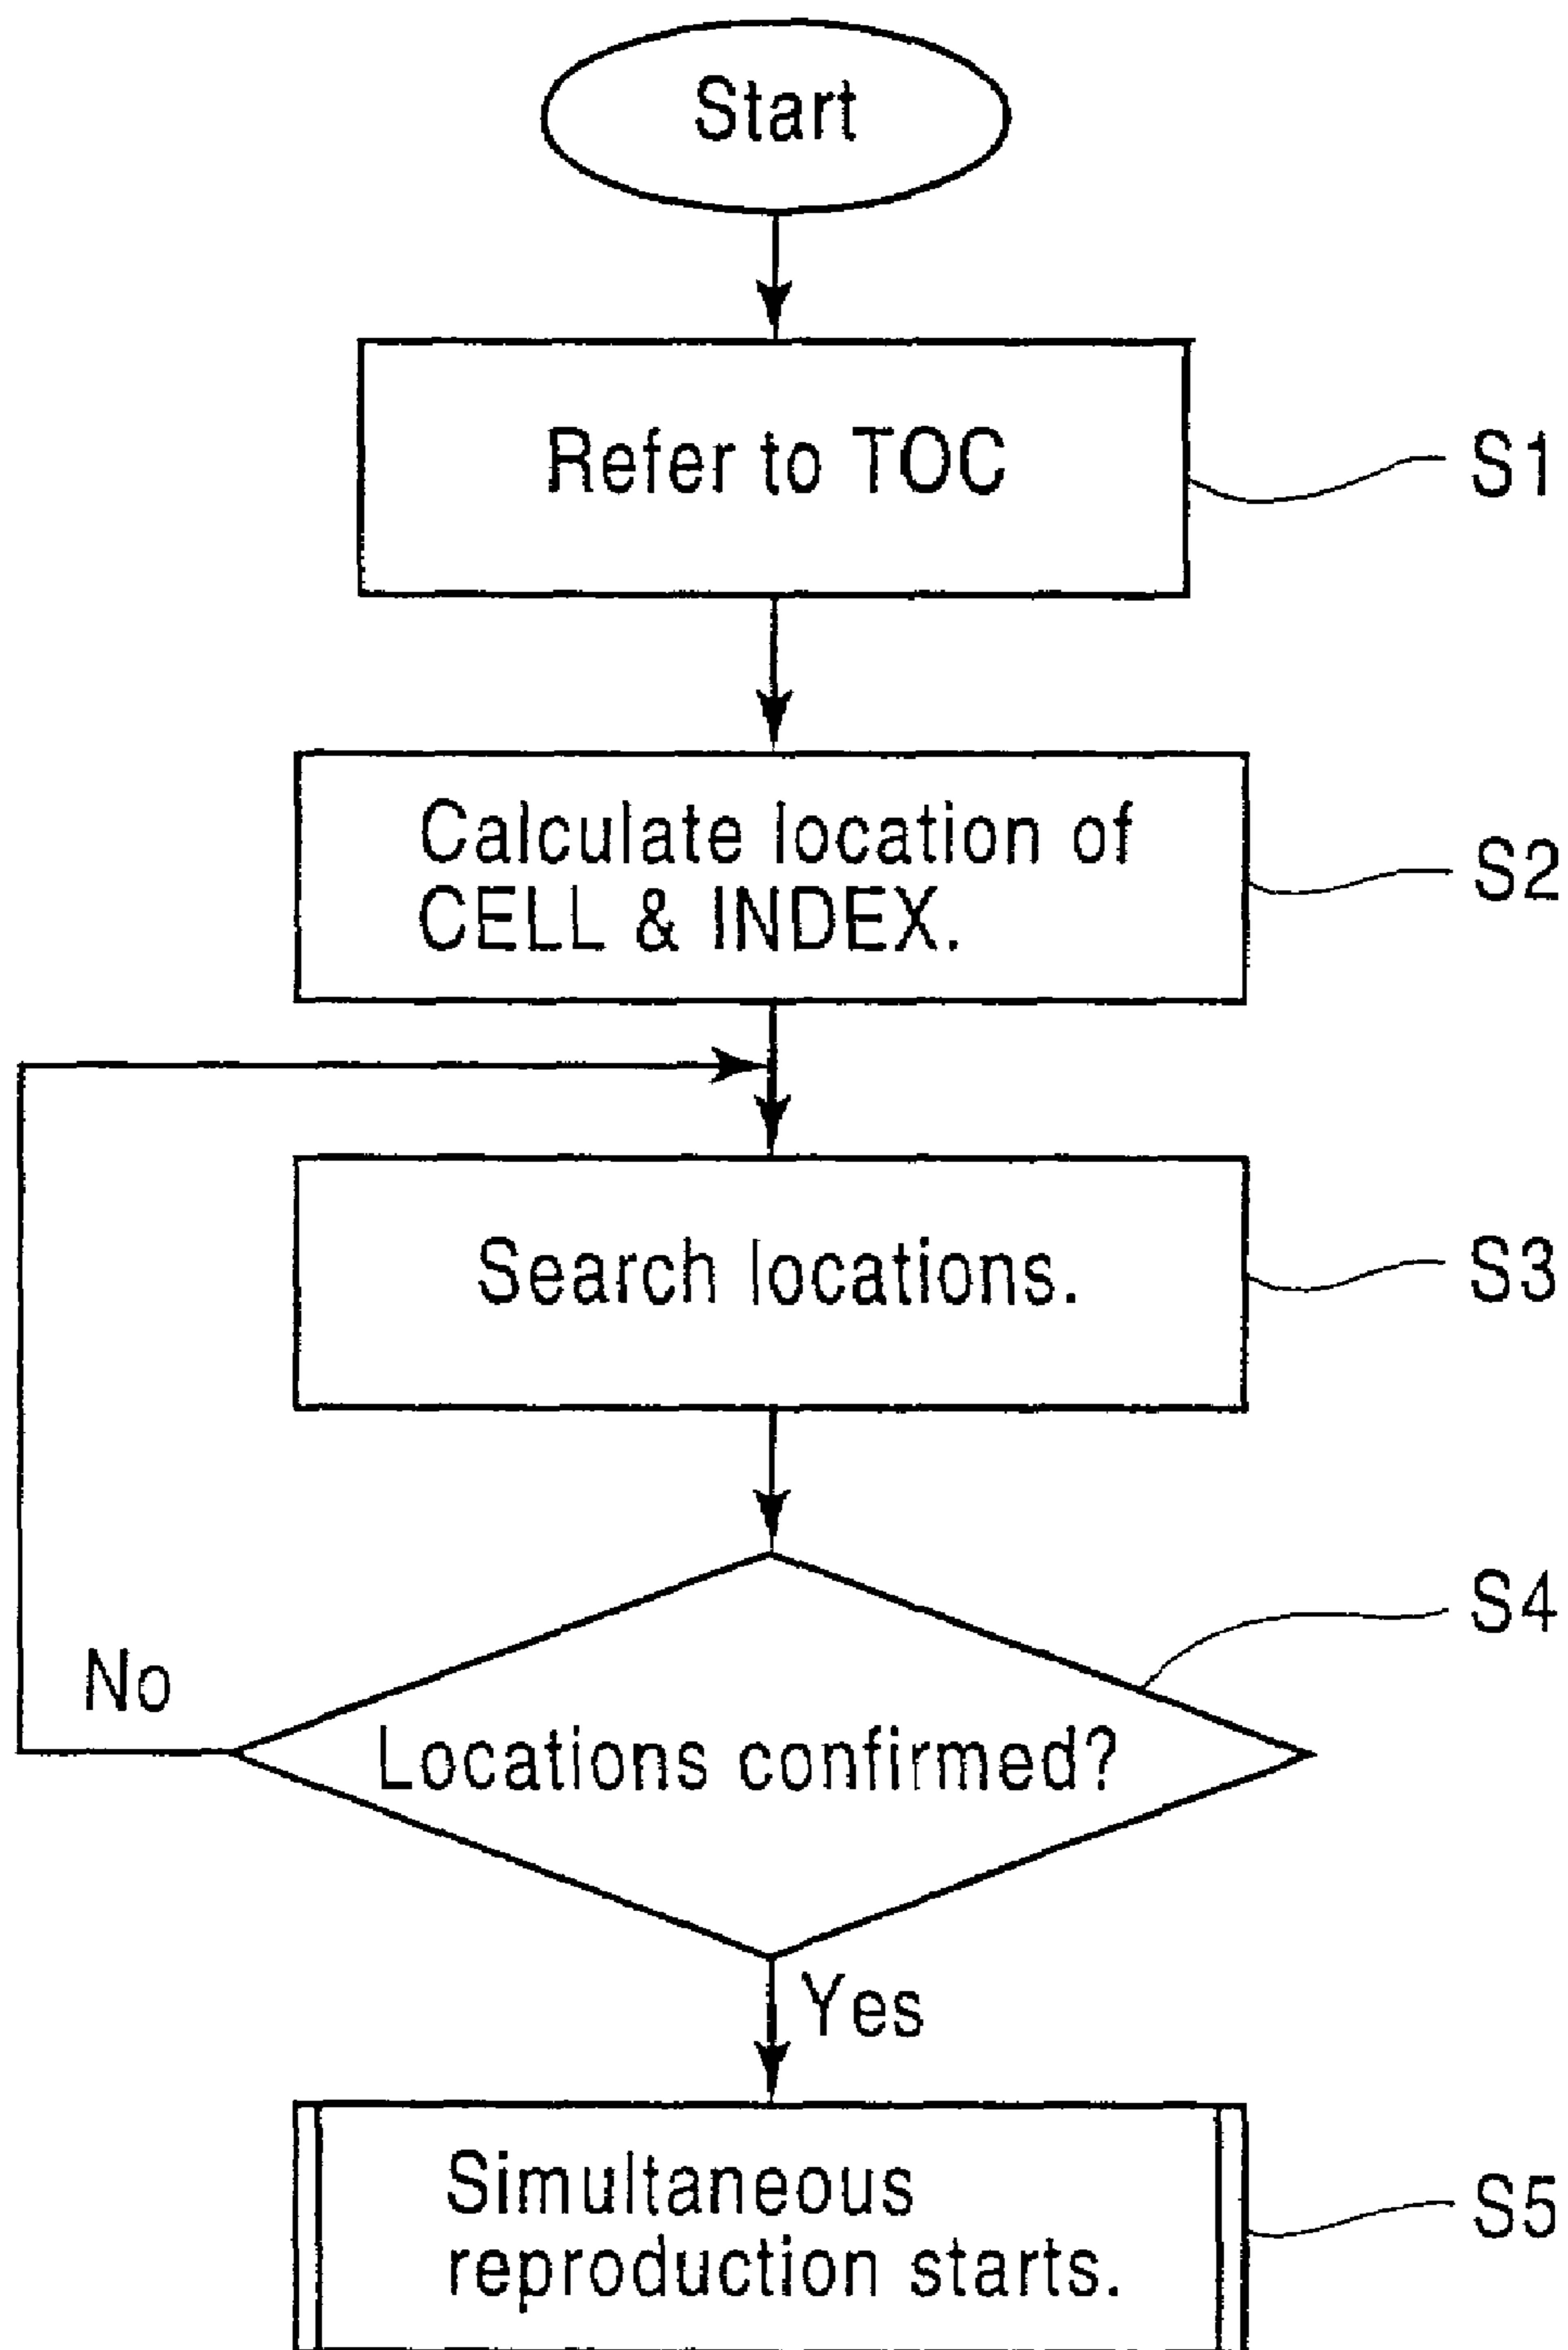 Start
Refer to TOC
S1
Calculate location of
CELL & INDEX.
S2
Search locations.
S3
S4
No
Locations confirmed?
Yes
Simultaneous
reproduction starts.
S5